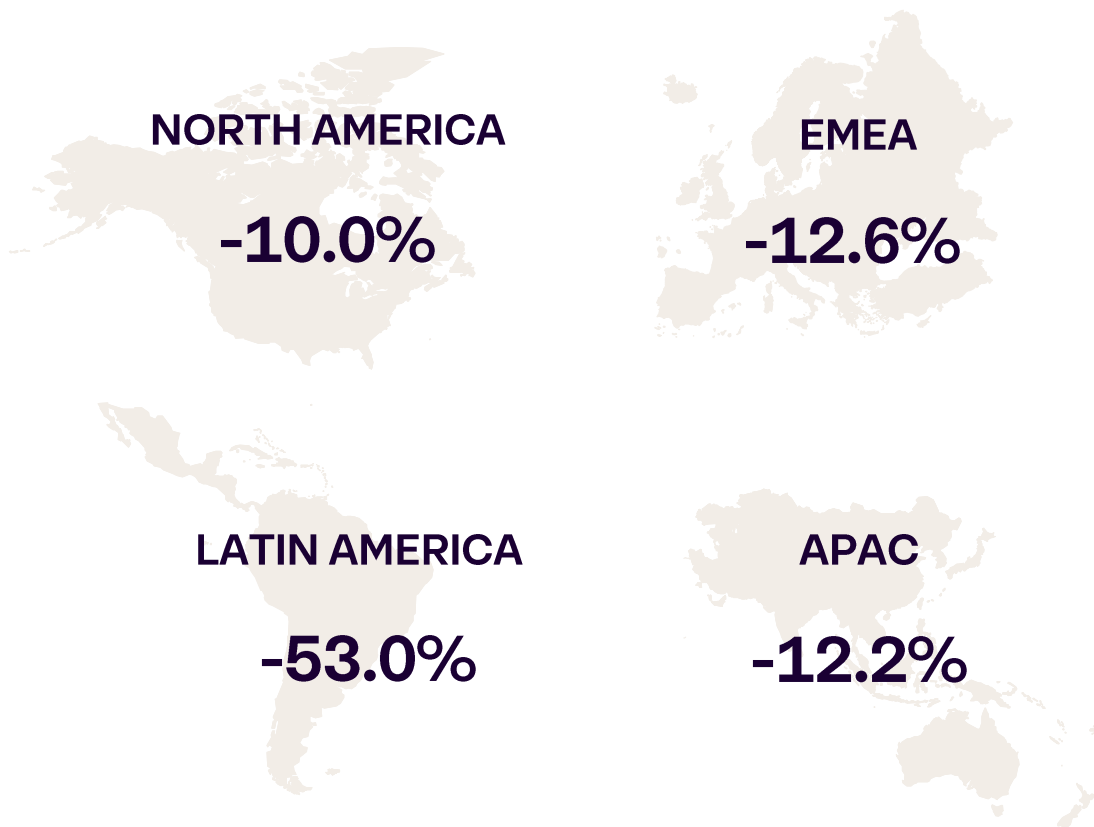 NORTH AMERICA
-10.0%
EMEA
-12.6%
LATIN AMERICA
-53.0%
APAC
-12.2%